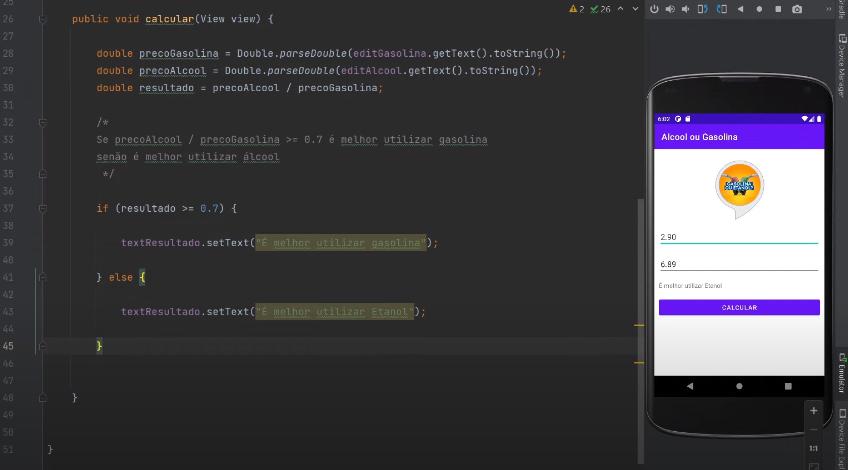 25
2 26
26 public void calcular(View view) {
27
28 double precoGasolina = Double.parseDouble(editGasolina.getText().toString());
29 double precoAlcool = Double.parseDouble(editAlcool.getText().toString());
30 double resultado = precoAlcool / precoGasolina;
31
32 /*
33 Se precoAlcool / precoGasolina >= 0.7 é melhor utilizar gasolina
34 senão é melhor utilizar álcool
35 */
36
37 if (resultado >= 0.7) {
38
39 textResultado.setText("É melhor utilizar gasolina");
40
41 } else {
42
43 textResultado.setText("É melhor utilizar Etanol");
44
45 }
46
47
48 }
49
50
51 }
6:02
Alcool ou Gasolina
GASOLINA
OU ETANOL?
2.90
6.89
É melhor utilizar Etanol
CALCULAR
Gradle
Device Manager
Emulator
Device File Expl
+
−
1:1